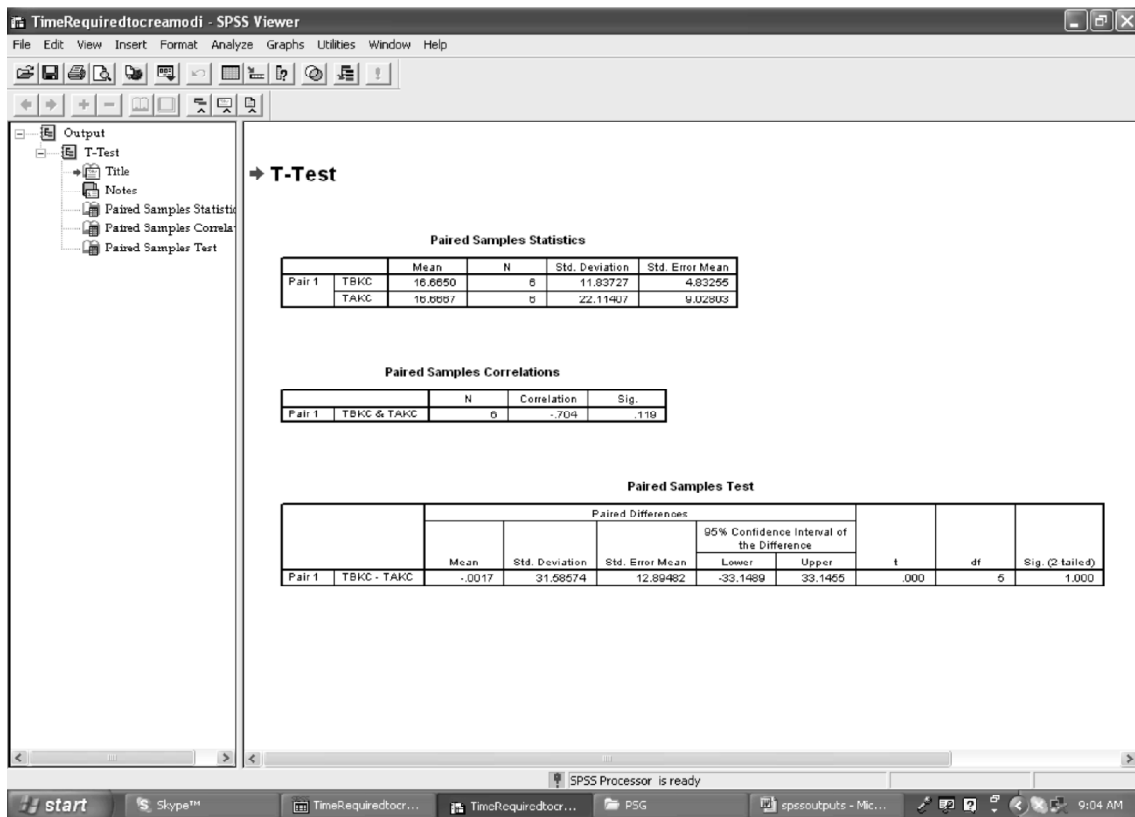 TimeRequiredtocreamodi - SPSS Viewer
File Edit View Insert Format Analyze Graphs Utilities Window Help
Output
T-Test
Title
Notes
Paired Samples Statistic
Paired Samples Correla
Paired Samples Test
T-Test
Paired Samples Statistics
Mean N Std. Deviation Std. Error Mean
Pair 1 TBKC 16.6650 6 11.83727 4.83255
TAKC 16.6667 6 22.11407 9.02803
Paired Samples Correlations
N Correlation Sig.
Pair 1 TBKC & TAKC 6 -.704 .119
Paired Samples Test
Paired Differences
95% Confidence Interval of the Difference
Mean Std. Deviation Std. Error Mean Lower Upper t df Sig. (2 tailed)
Pair 1 TBKC - TAKC -.0017 31.58574 12.89482 -33.1489 33.1455 .000 5 1.000
SPSS Processor is ready
start Skype™ TimeRequiredtocr... TimeRequiredtocr... PSG spssoutputs - Mic... 9:04 AM